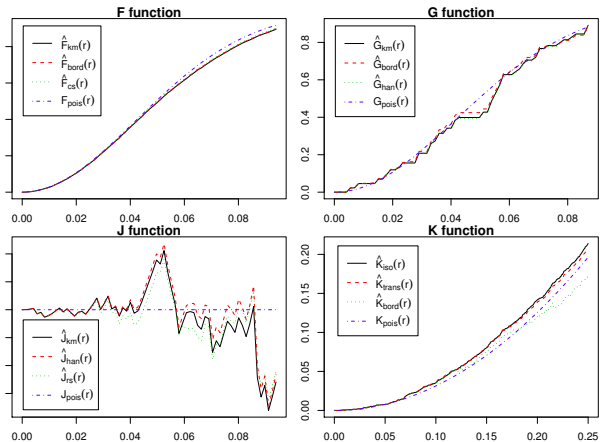 F function
F̂km(r)
F̂bord(r)
F̂cs(r)
Fpois(r)
0.00 0.02 0.04 0.06 0.08
G function
Ĝkm(r)
Ĝbord(r)
Ĝhan(r)
Gpois(r)
0.0 0.2 0.4 0.6 0.8
0.00 0.02 0.04 0.06 0.08
J function
Ĵkm(r)
Ĵhan(r)
Ĵrs(r)
Jpois(r)
0.00 0.02 0.04 0.06 0.08
K function
K̂iso(r)
K̂trans(r)
K̂bord(r)
Kpois(r)
0.00 0.05 0.10 0.15 0.20
0.00 0.05 0.10 0.15 0.20 0.25